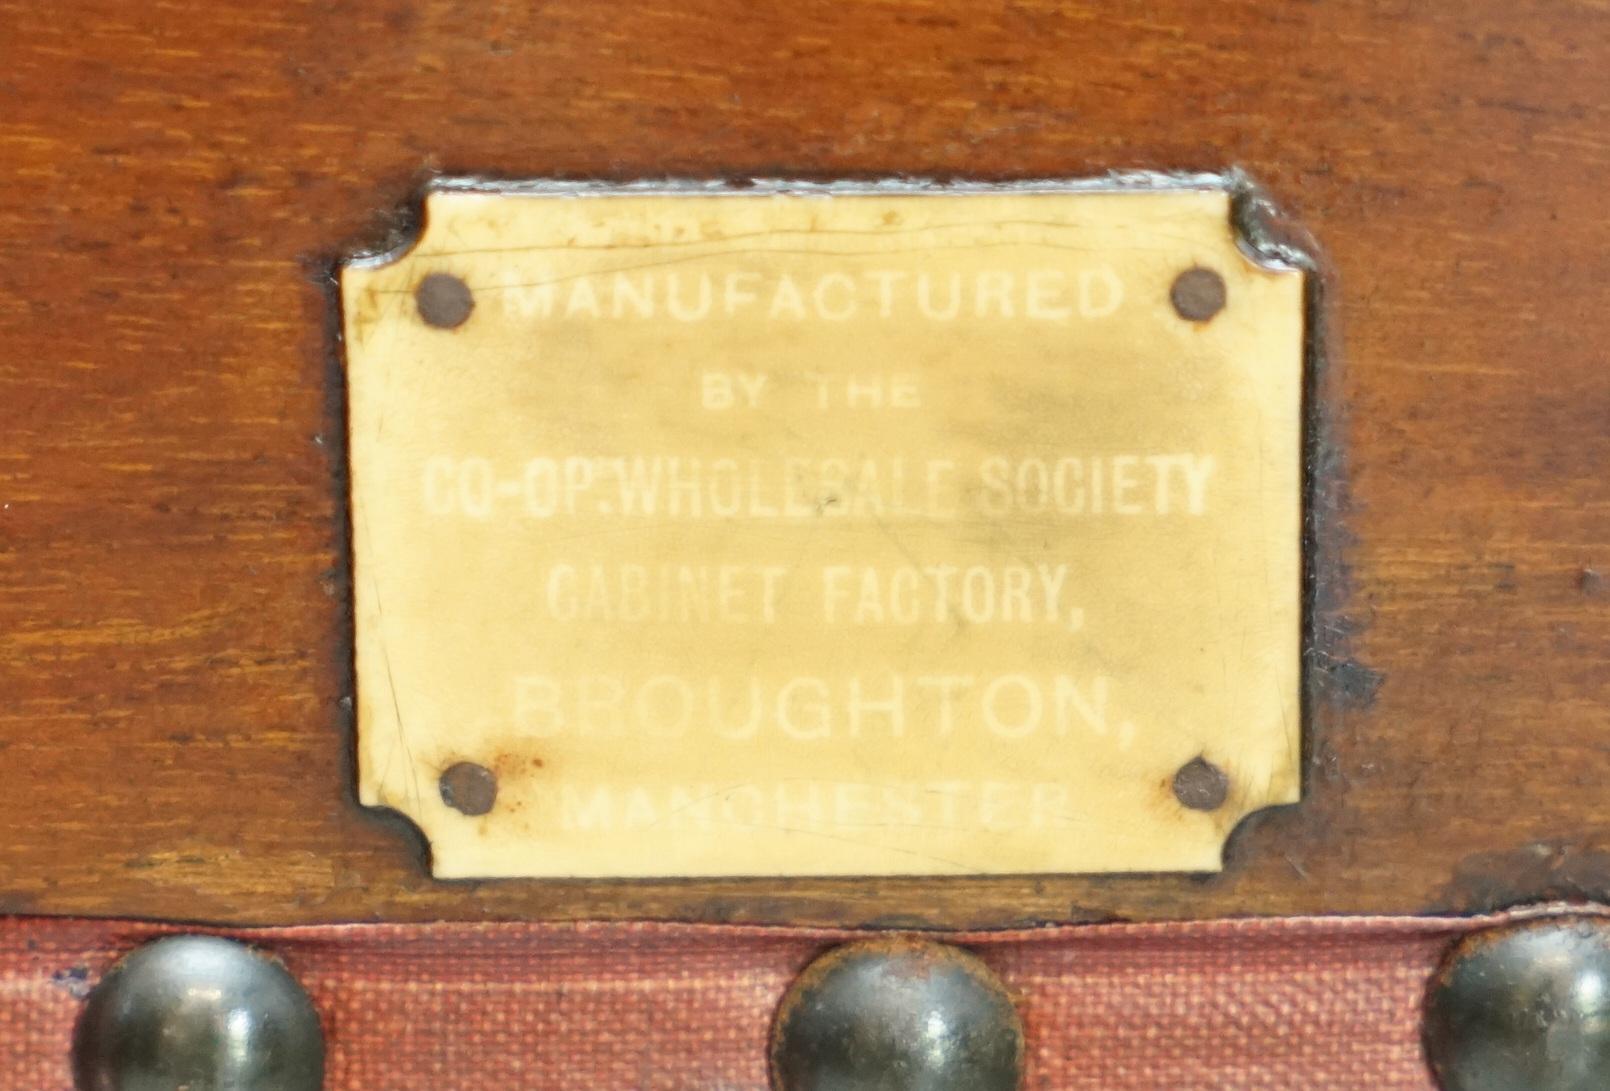 MANUFACTURED
BY THE
CO-OP. WHOLESALE SOCIETY
CABINET FACTORY,
BROUGHTON,
MANCHESTER